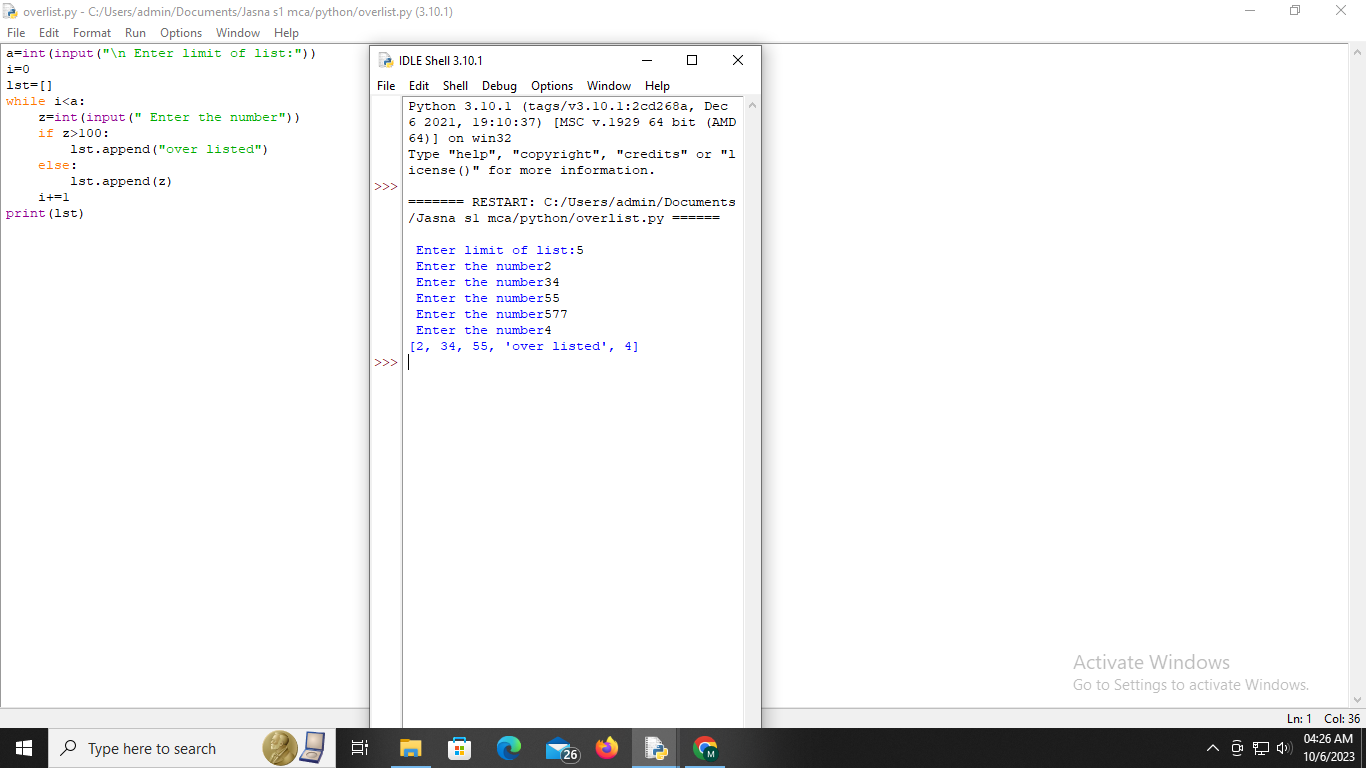 overlist.py - C:/Users/admin/Documents/Jasna s1 mca/python/overlist.py (3.10.1)
File Edit Format Run Options Window Help
a=int(input("\n Enter limit of list:"))
i=0
lst=[]
while i<a:
    z=int(input(" Enter the number"))
    if z>100:
        lst.append("over listed")
    else:
        lst.append(z)
    i+=1
print(lst)
IDLE Shell 3.10.1
File Edit Shell Debug Options Window Help
Python 3.10.1 (tags/v3.10.1:2cd268a, Dec
6 2021, 19:10:37) [MSC v.1929 64 bit (AMD
64)] on win32
Type "help", "copyright", "credits" or "l
icense()" for more information.
>>>
======= RESTART: C:/Users/admin/Documents
/Jasna s1 mca/python/overlist.py ======
Enter limit of list:5
Enter the number2
Enter the number34
Enter the number55
Enter the number577
Enter the number4
[2, 34, 55, 'over listed', 4]
>>>
Activate Windows
Go to Settings to activate Windows.
Ln: 1 Col: 36
Type here to search
26
M
04:26 AM
10/6/2023